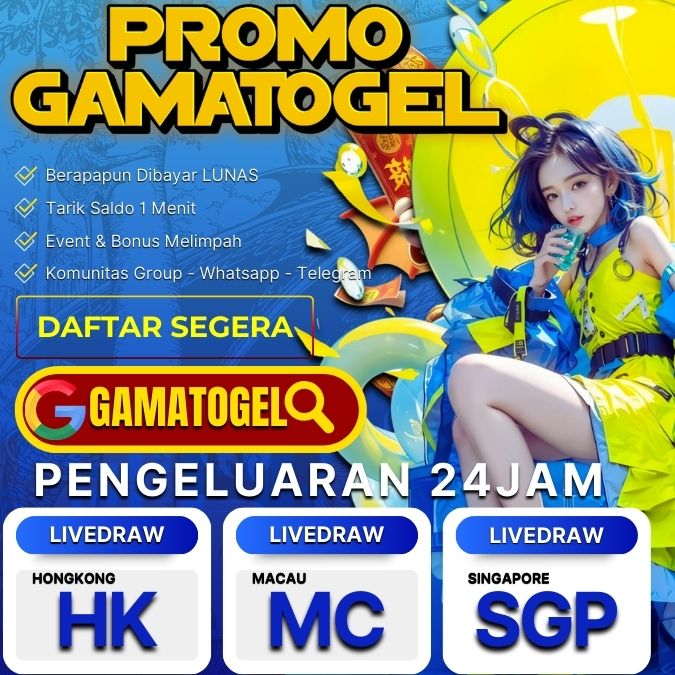 PROMO
GAMATOGEL
Berapapun Dibayar LUNAS
Tarik Saldo 1 Menit
Event & Bonus Melimpah
Komunitas Group - Whatsapp - Telegram
DAFTAR SEGERA
GAMATOGEL
PENGELUARAN 24JAM
LIVEDRAW
HONGKONG
HK
LIVEDRAW
MACAU
MC
LIVEDRAW
SINGAPORE
SGP